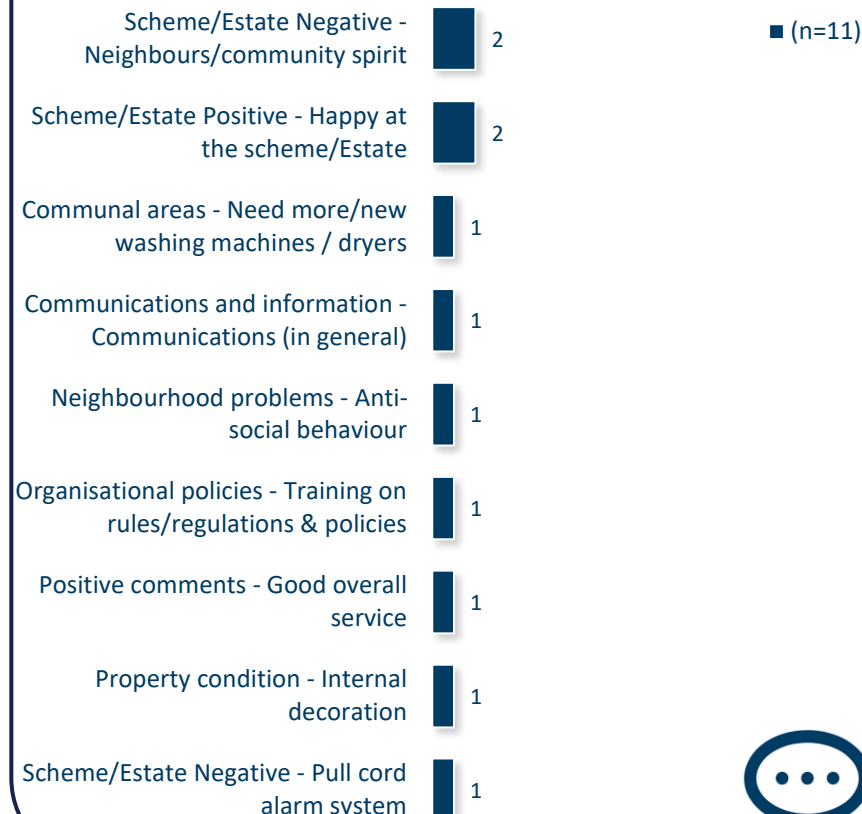 Scheme/Estate Negative -
Neighbours/community spirit
2
(n=11)
Scheme/Estate Positive - Happy at
the scheme/Estate
2
Communal areas - Need more/new
washing machines / dryers
1
Communications and information -
Communications (in general)
1
Neighbourhood problems - Anti-
social behaviour
1
Organisational policies - Training on
rules/regulations & policies
1
Positive comments - Good overall
service
1
Property condition - Internal
decoration
1
Scheme/Estate Negative - Pull cord
alarm system
1